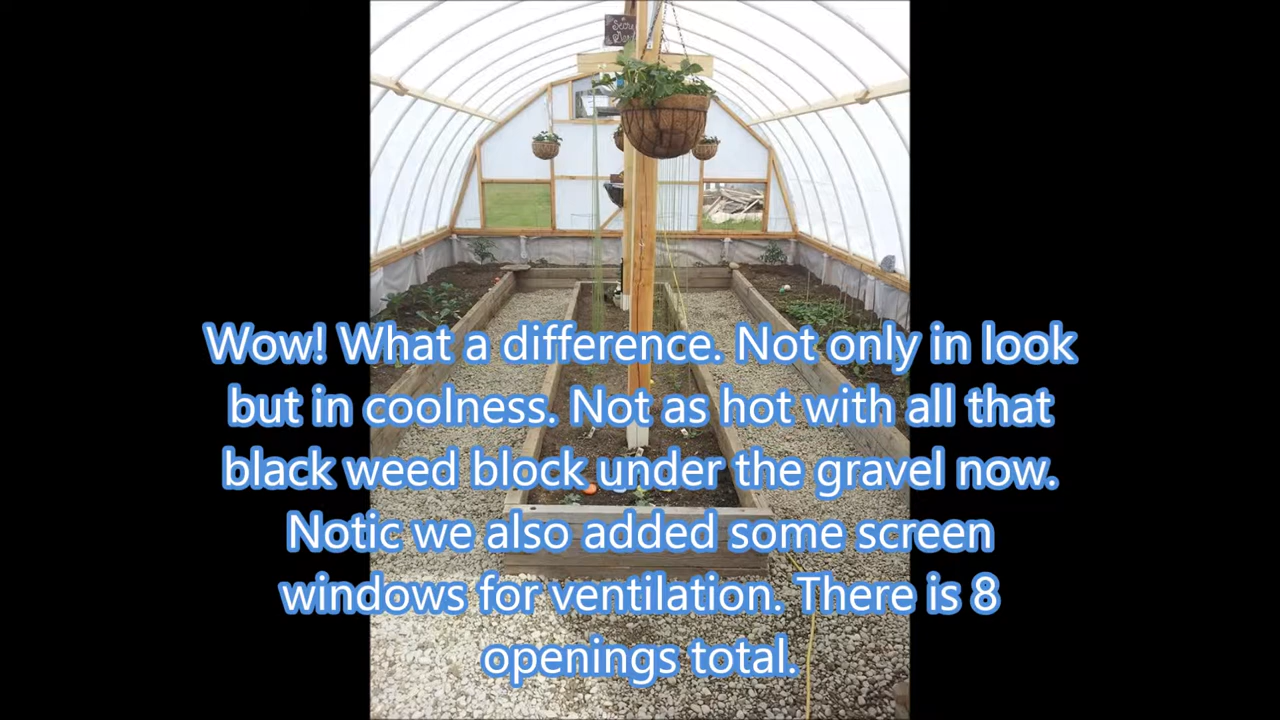 Secre
Wow! What a difference. Not only in look
but in coolness. Not as hot with all that
black weed block under the gravel now.
Notic we also added some screen
windows for ventilation. There is 8
openings total.